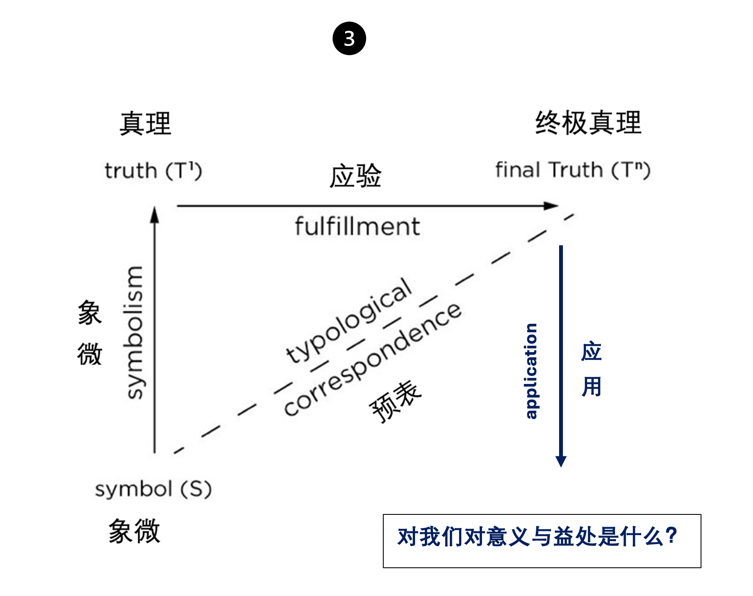 3
真理
终极真理
truth (T¹)
应验
final Truth (Tⁿ)
fulfillment
象微
symbolism
typological
correspondence
预表
application
应用
symbol (S)
象微
对我们对意义与益处是什么?